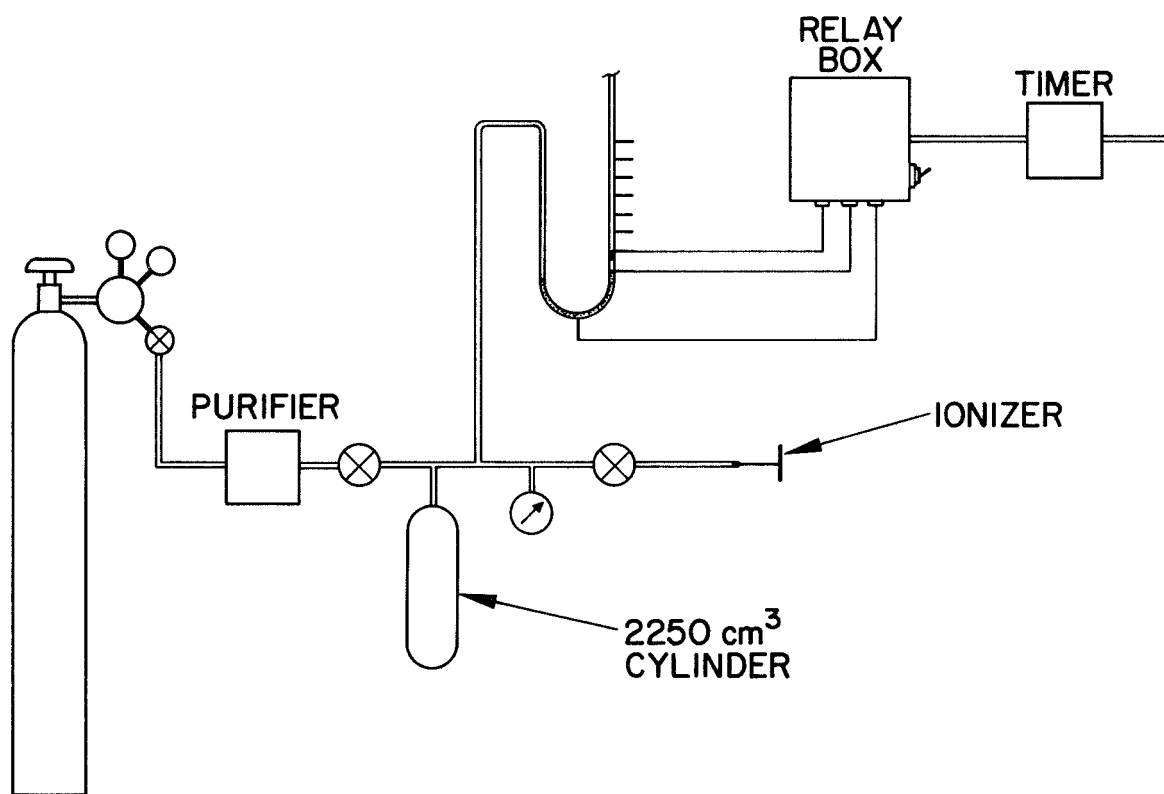 RELAY
BOX
TIMER
PURIFIER
IONIZER
2250 cm³
CYLINDER